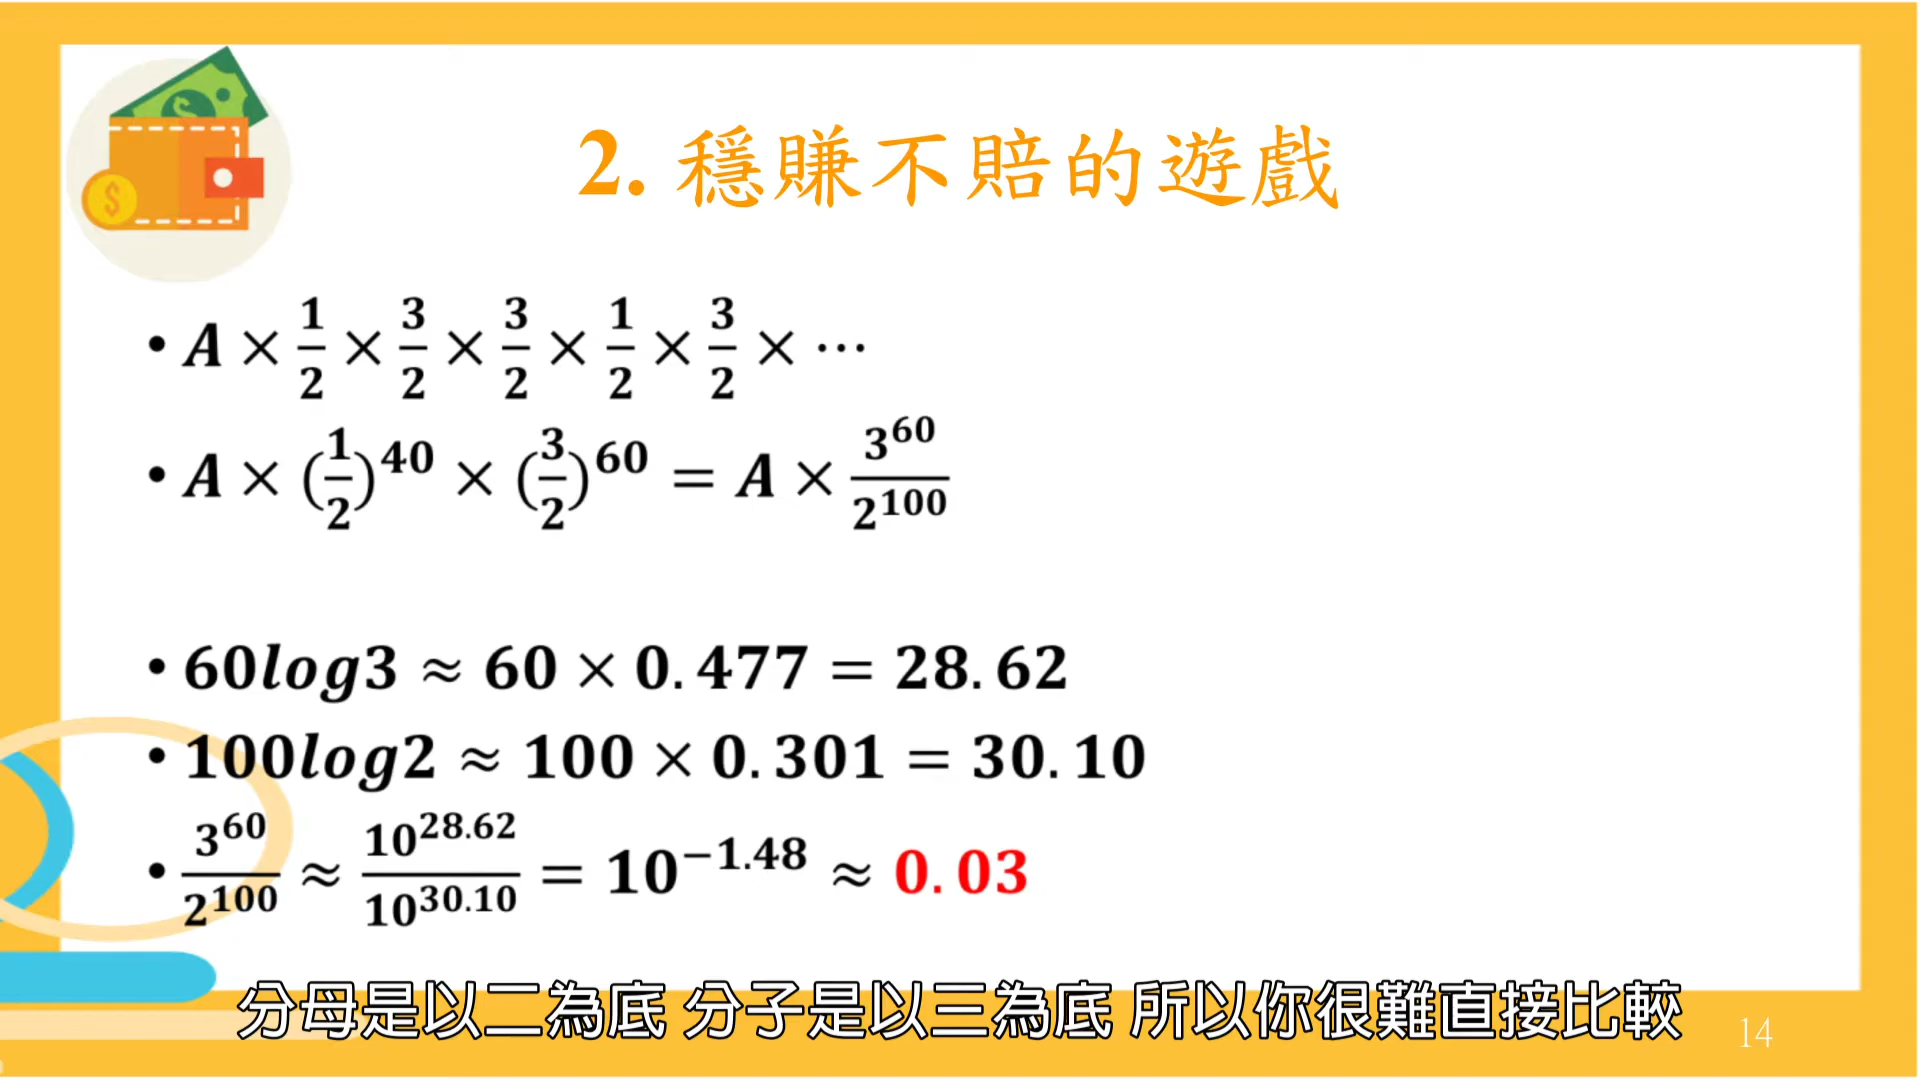 2. 穩賺不賠的遊戲
• A × 1/2 × 3/2 × 3/2 × 1/2 × 3/2 × ⋯
• A × (1/2)^40 × (3/2)^60 = A × 3^60/2^100
• 60log3 ≈ 60 × 0.477 = 28.62
• 100log2 ≈ 100 × 0.301 = 30.10
• 3^60/2^100 ≈ 10^28.62/10^30.10 = 10^−1.48 ≈ 0.03
分母是以二為底 分子是以三為底 所以你很難直接比較
14